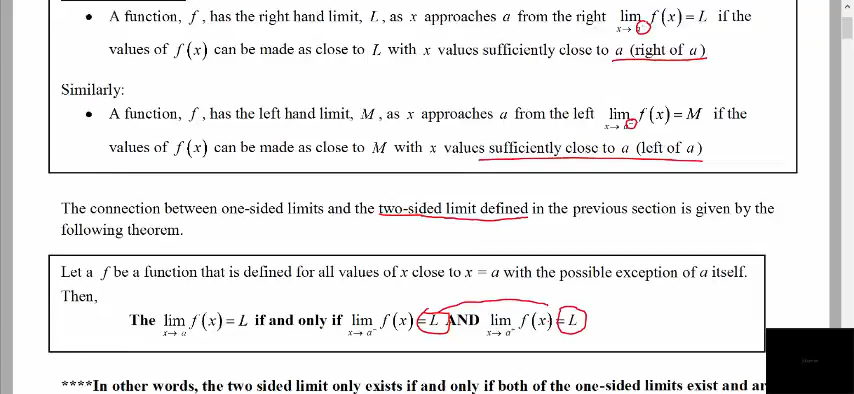 • A function, f, has the right hand limit, L, as x approaches a from the right lim x→a f(x) = L if the
values of f(x) can be made as close to L with x values sufficiently close to a (right of a)
Similarly:
• A function, f, has the left hand limit, M, as x approaches a from the left lim x→a⁻ f(x) = M if the
values of f(x) can be made as close to M with x values sufficiently close to a (left of a)
The connection between one-sided limits and the two-sided limit defined in the previous section is given by the
following theorem.
Let a f be a function that is defined for all values of x close to x = a with the possible exception of a itself.
Then,
The lim x→a f(x) = L if and only if lim x→a⁻ f(x) = L AND lim x→a f(x) = L
****In other words, the two sided limit only exists if and only if both of the one-sided limits exist and